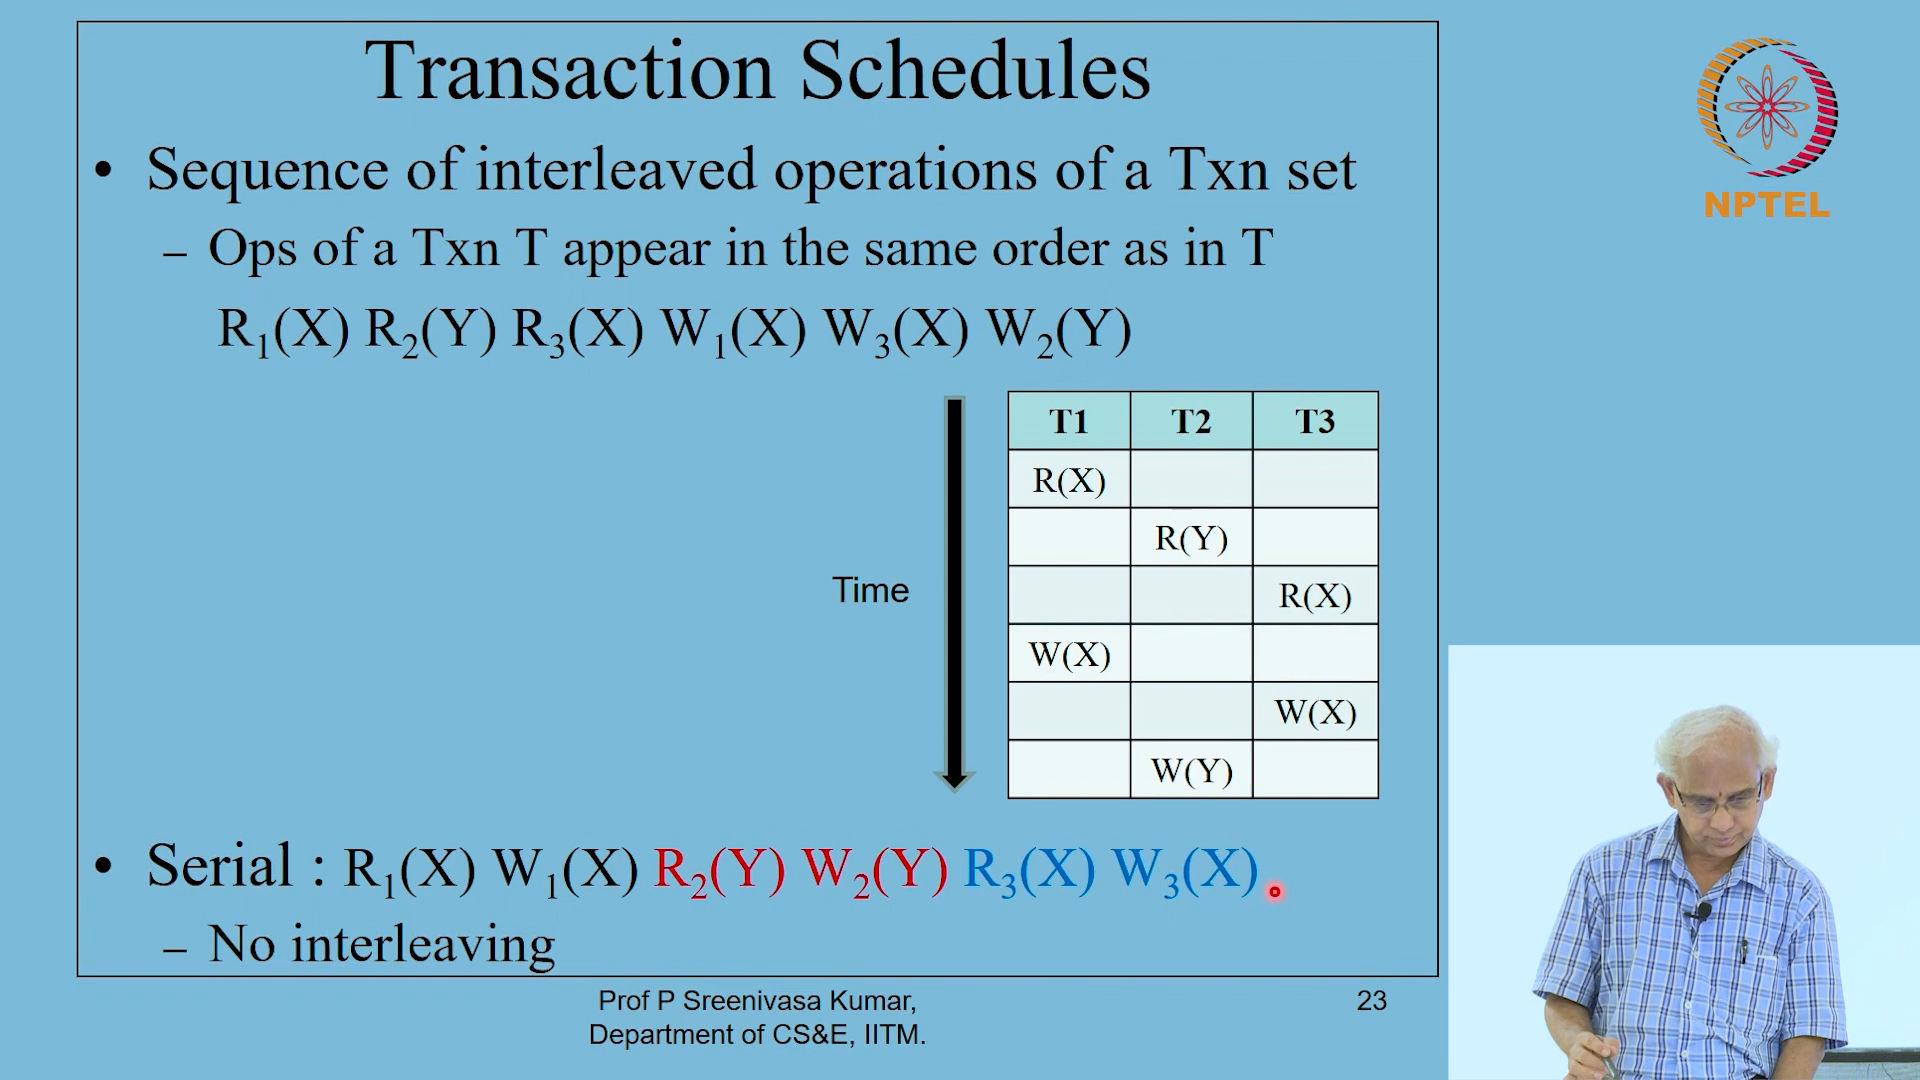 Transaction Schedules
• Sequence of interleaved operations of a Txn set
– Ops of a Txn T appear in the same order as in T
R₁(X) R₂(Y) R₃(X) W₁(X) W₃(X) W₂(Y)
T1 T2 T3
R(X)
R(Y)
Time
R(X)
W(X)
W(X)
W(Y)
• Serial : R₁(X) W₁(X) R₂(Y) W₂(Y) R₃(X) W₃(X)
– No interleaving
Prof P Sreenivasa Kumar,
Department of CS&E, IITM.
23
NPTEL